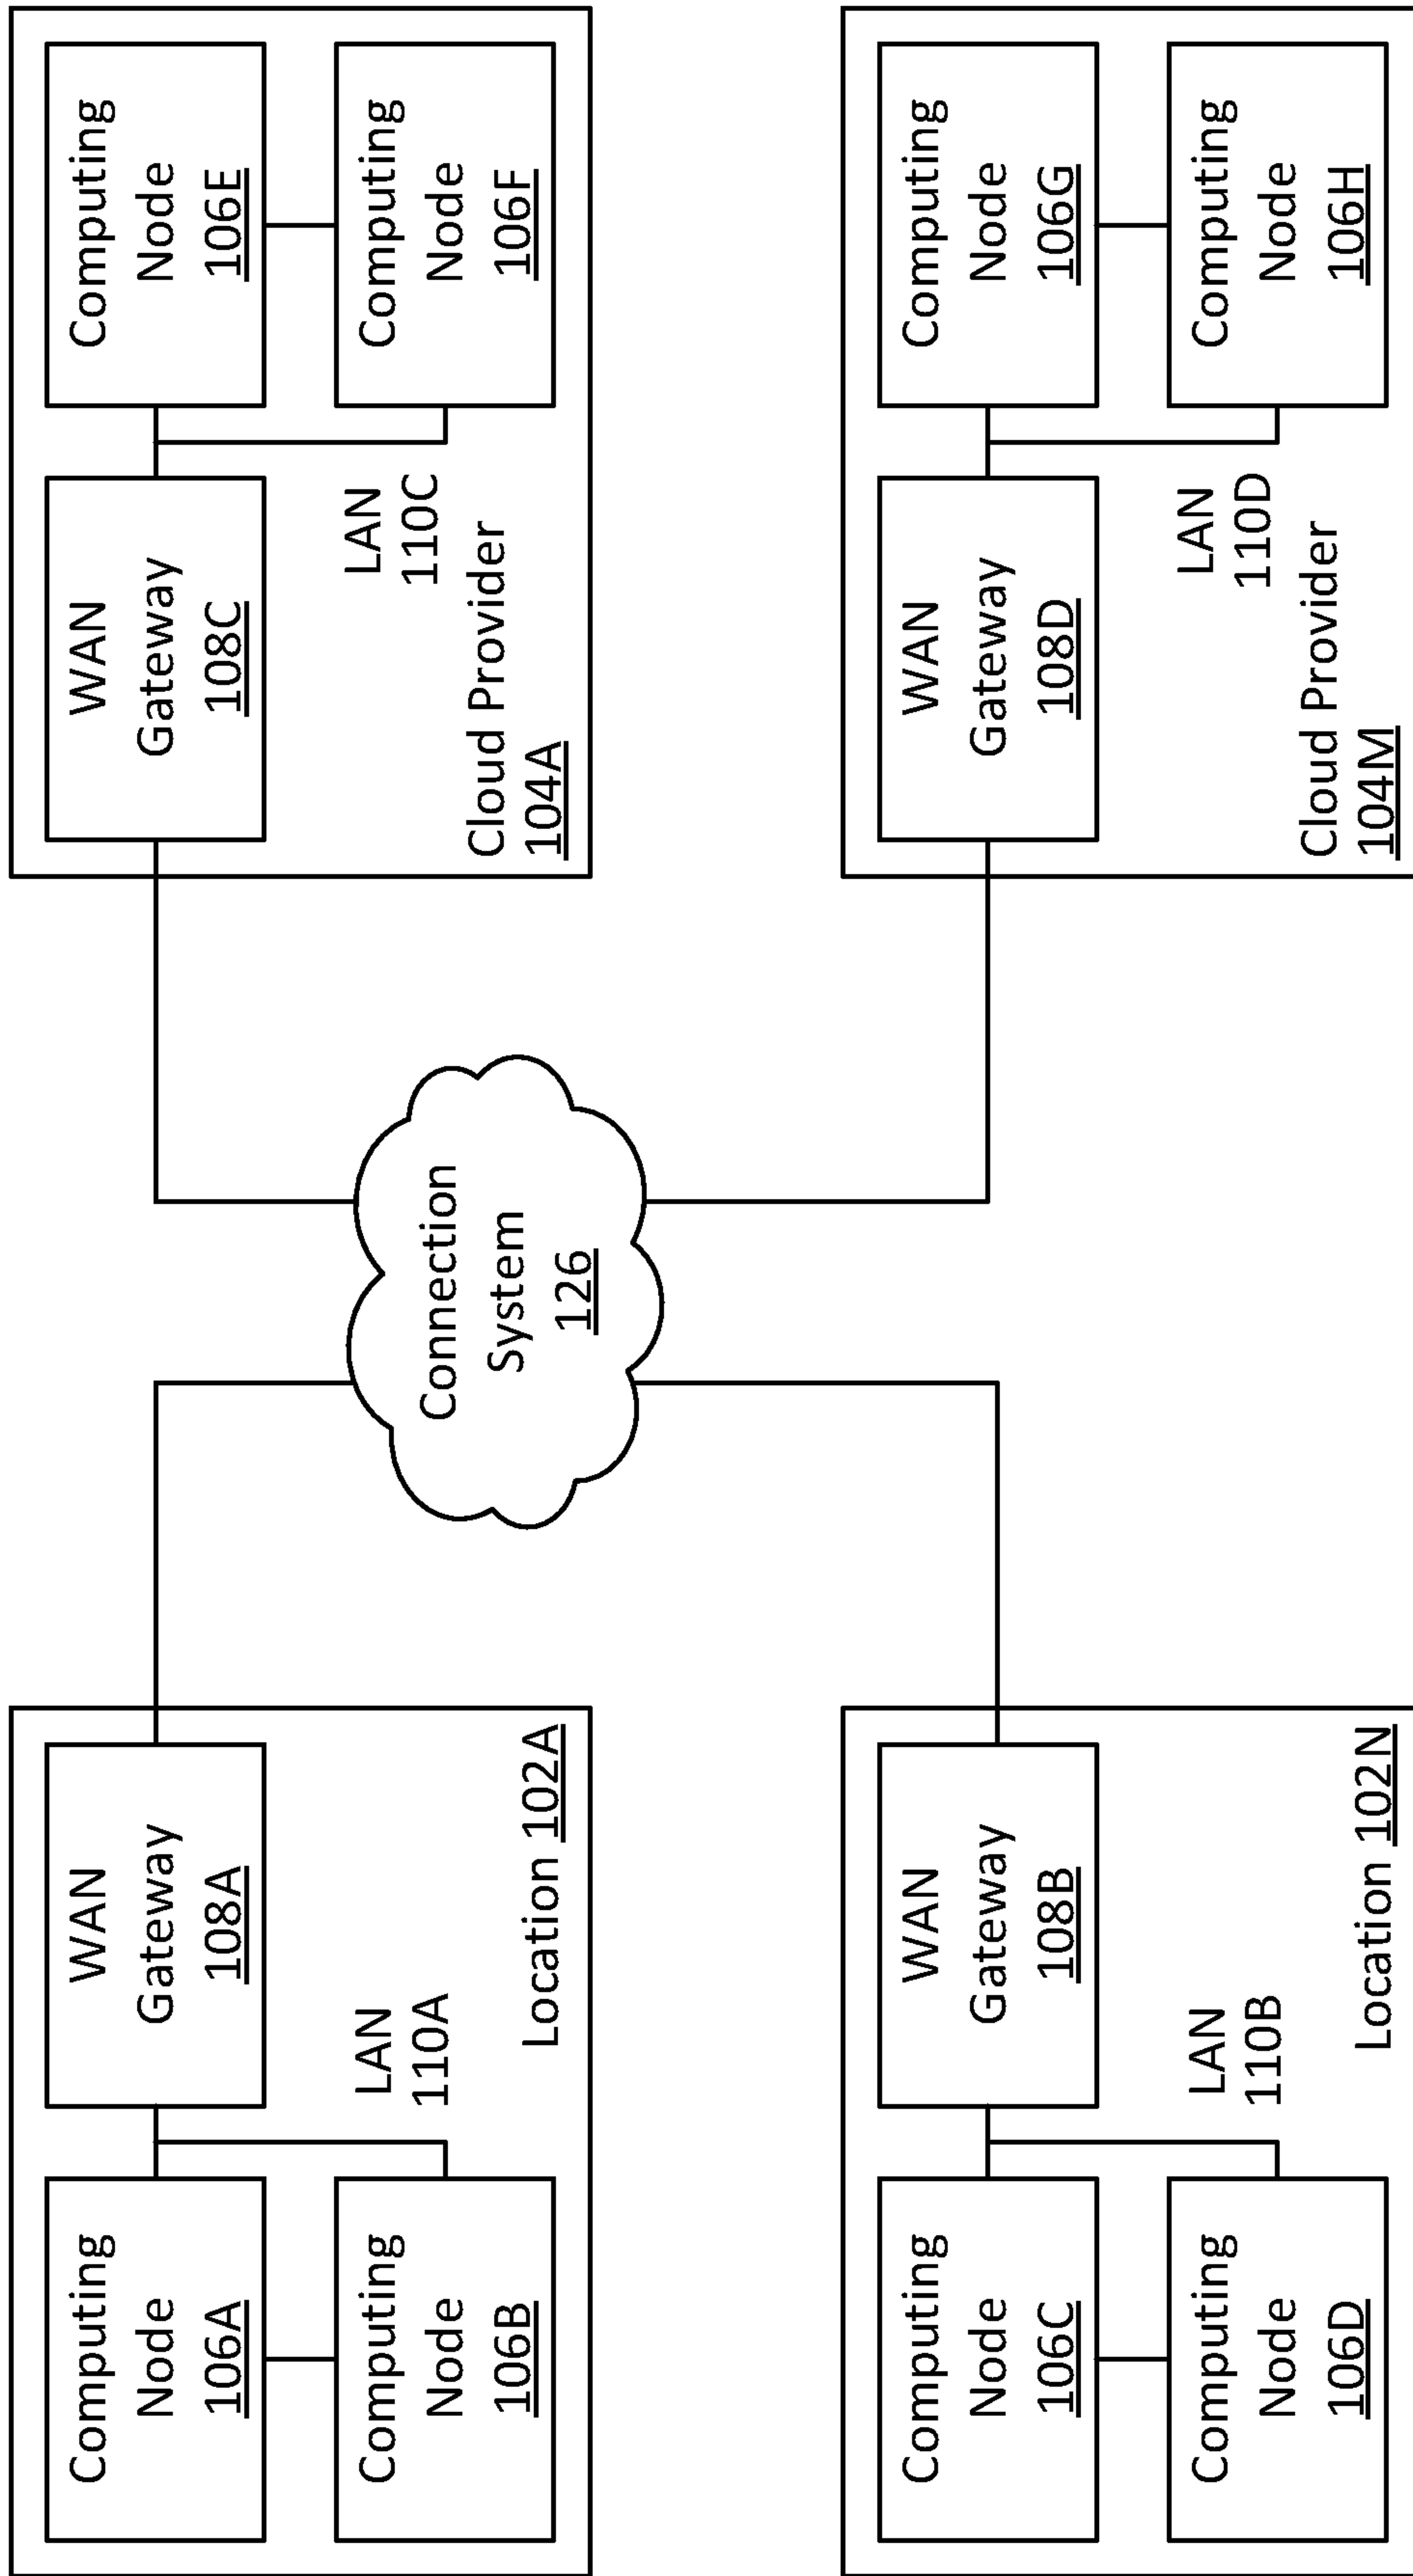 Computing
Node
106A
WAN
Gateway
108A
Computing
Node
106B
LAN
110A
Location 102A
WAN
Gateway
108C
Computing
Node
106E
LAN
110C
Computing
Node
106F
Cloud Provider
104A
Connection
System
126
Computing
Node
106C
WAN
Gateway
108B
Computing
Node
106D
LAN
110B
Location 102N
WAN
Gateway
108D
Computing
Node
106G
LAN
110D
Computing
Node
106H
Cloud Provider
104M